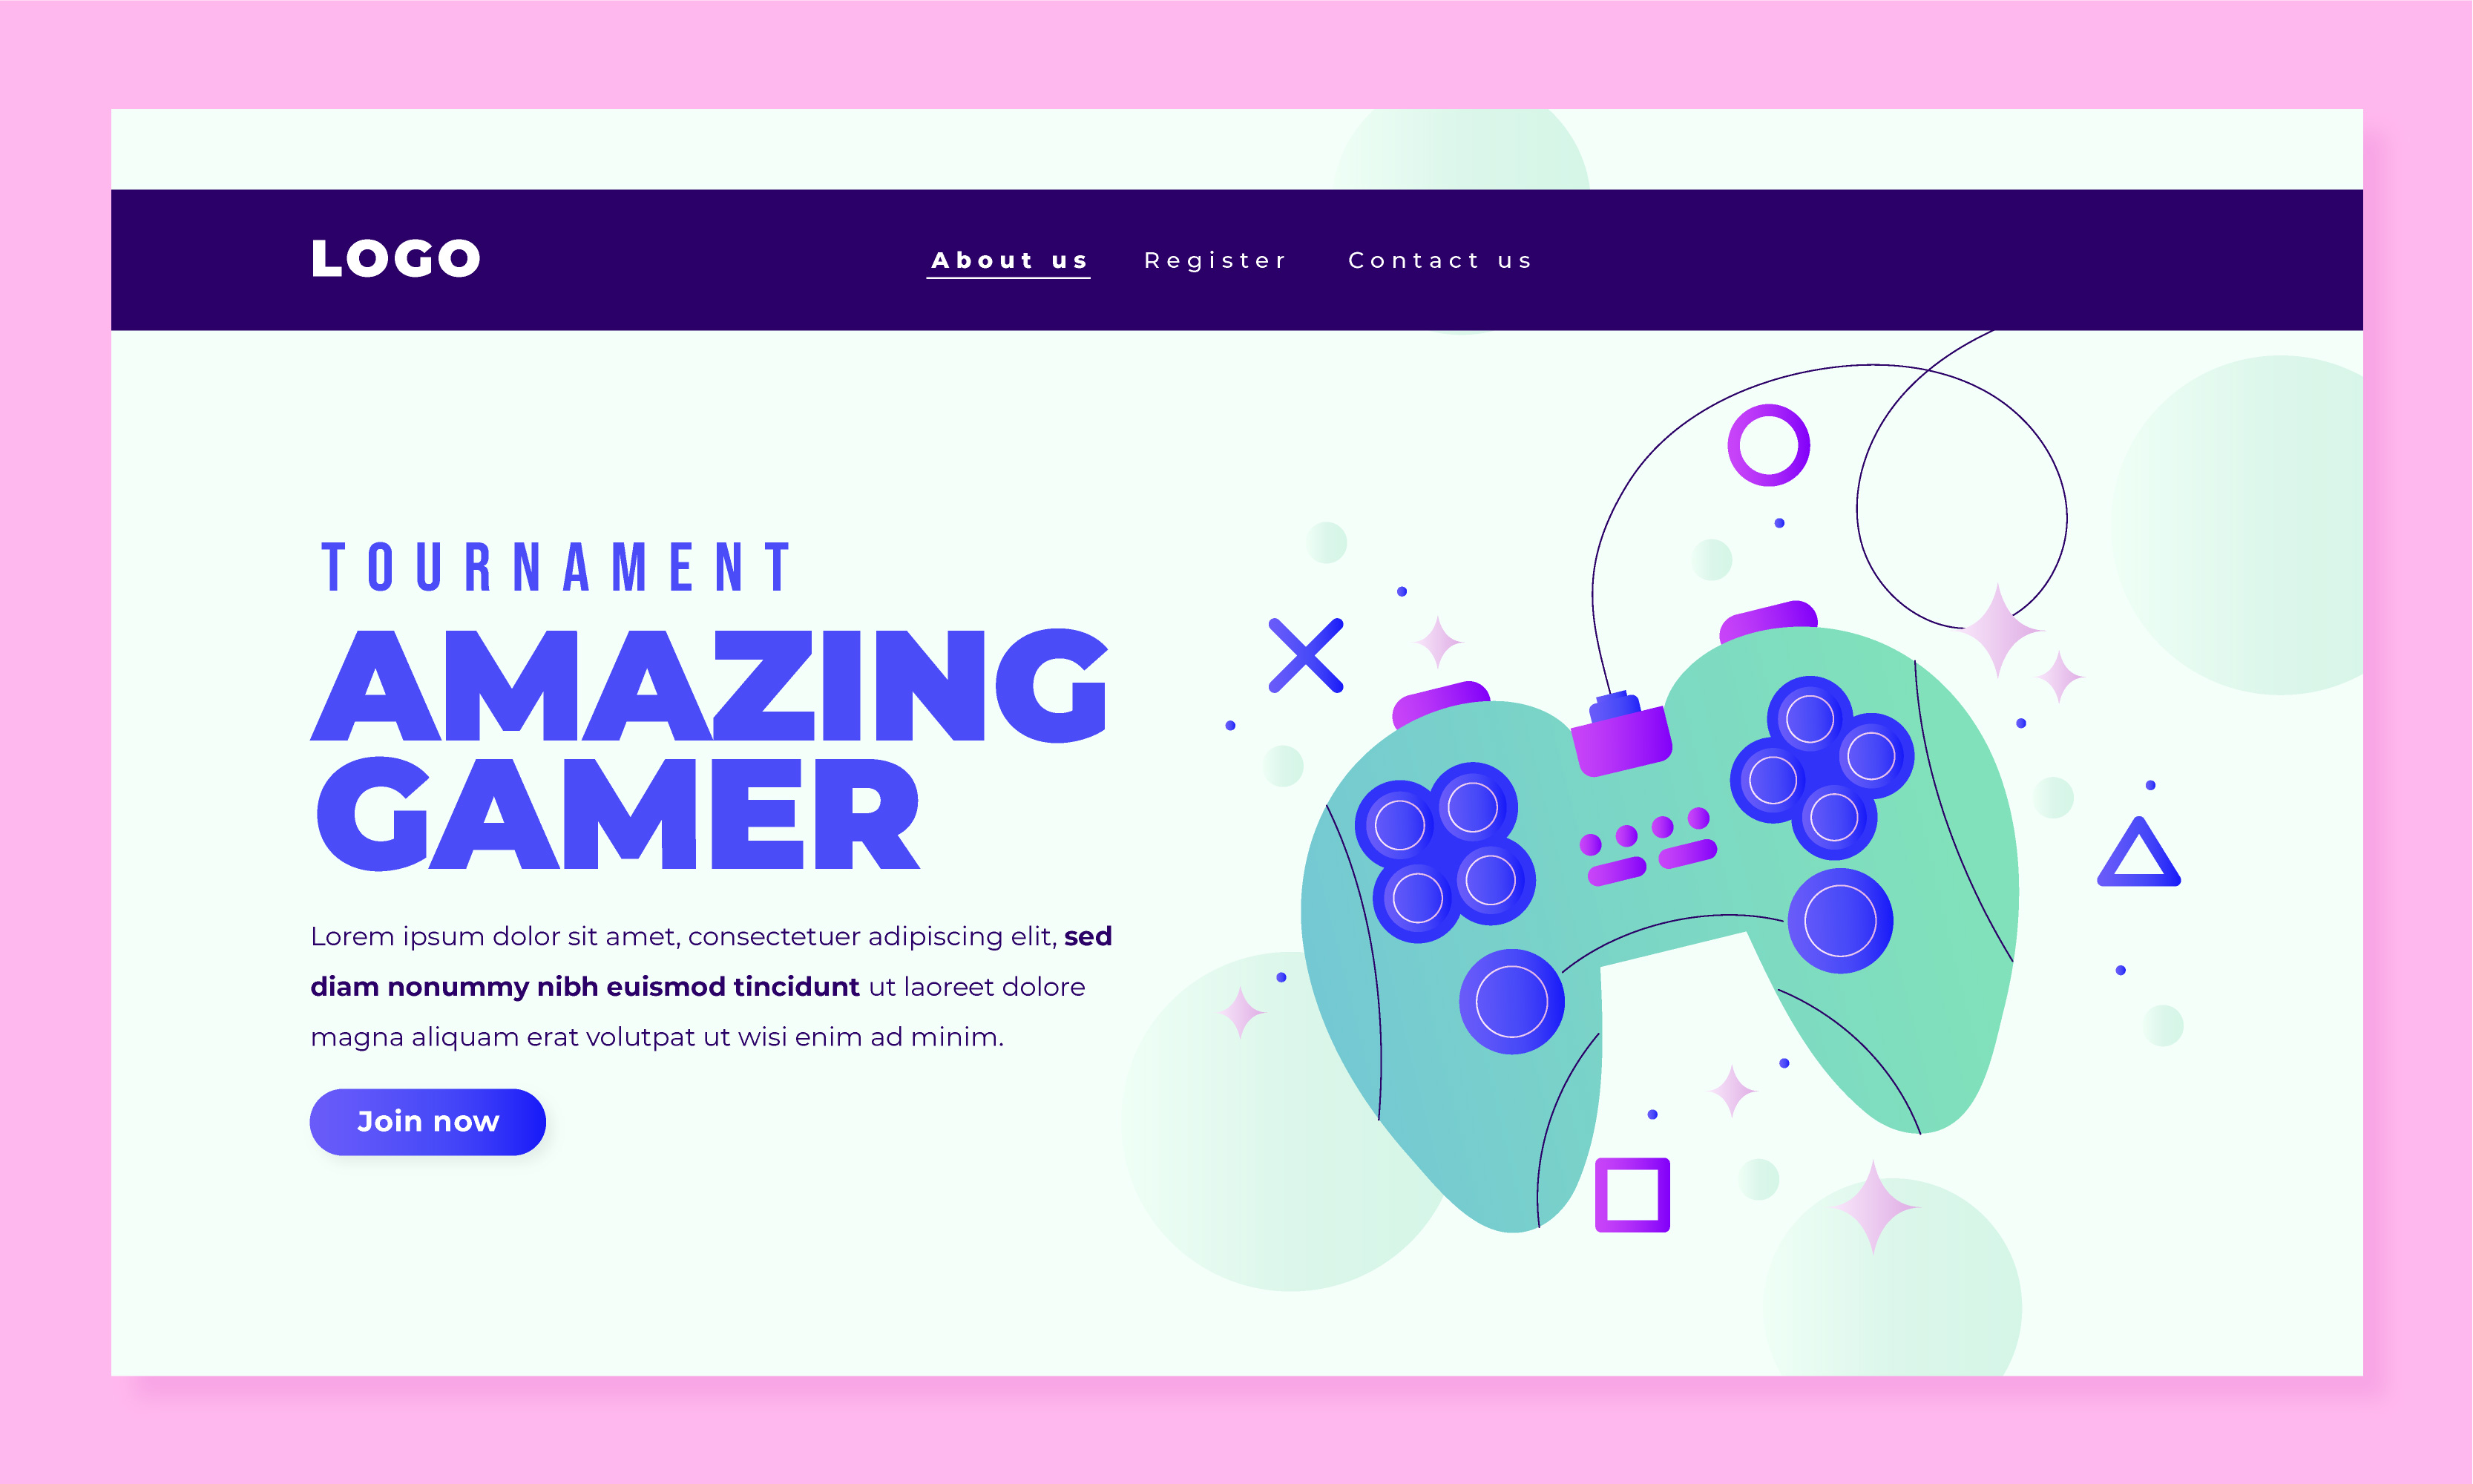 LOGO
About us Register Contact us
TOURNAMENT
AMAZING
GAMER
Lorem ipsum dolor sit amet, consectetuer adipiscing elit, sed
diam nonummy nibh euismod tincidunt ut laoreet dolore
magna aliquam erat volutpat ut wisi enim ad minim.
Join now